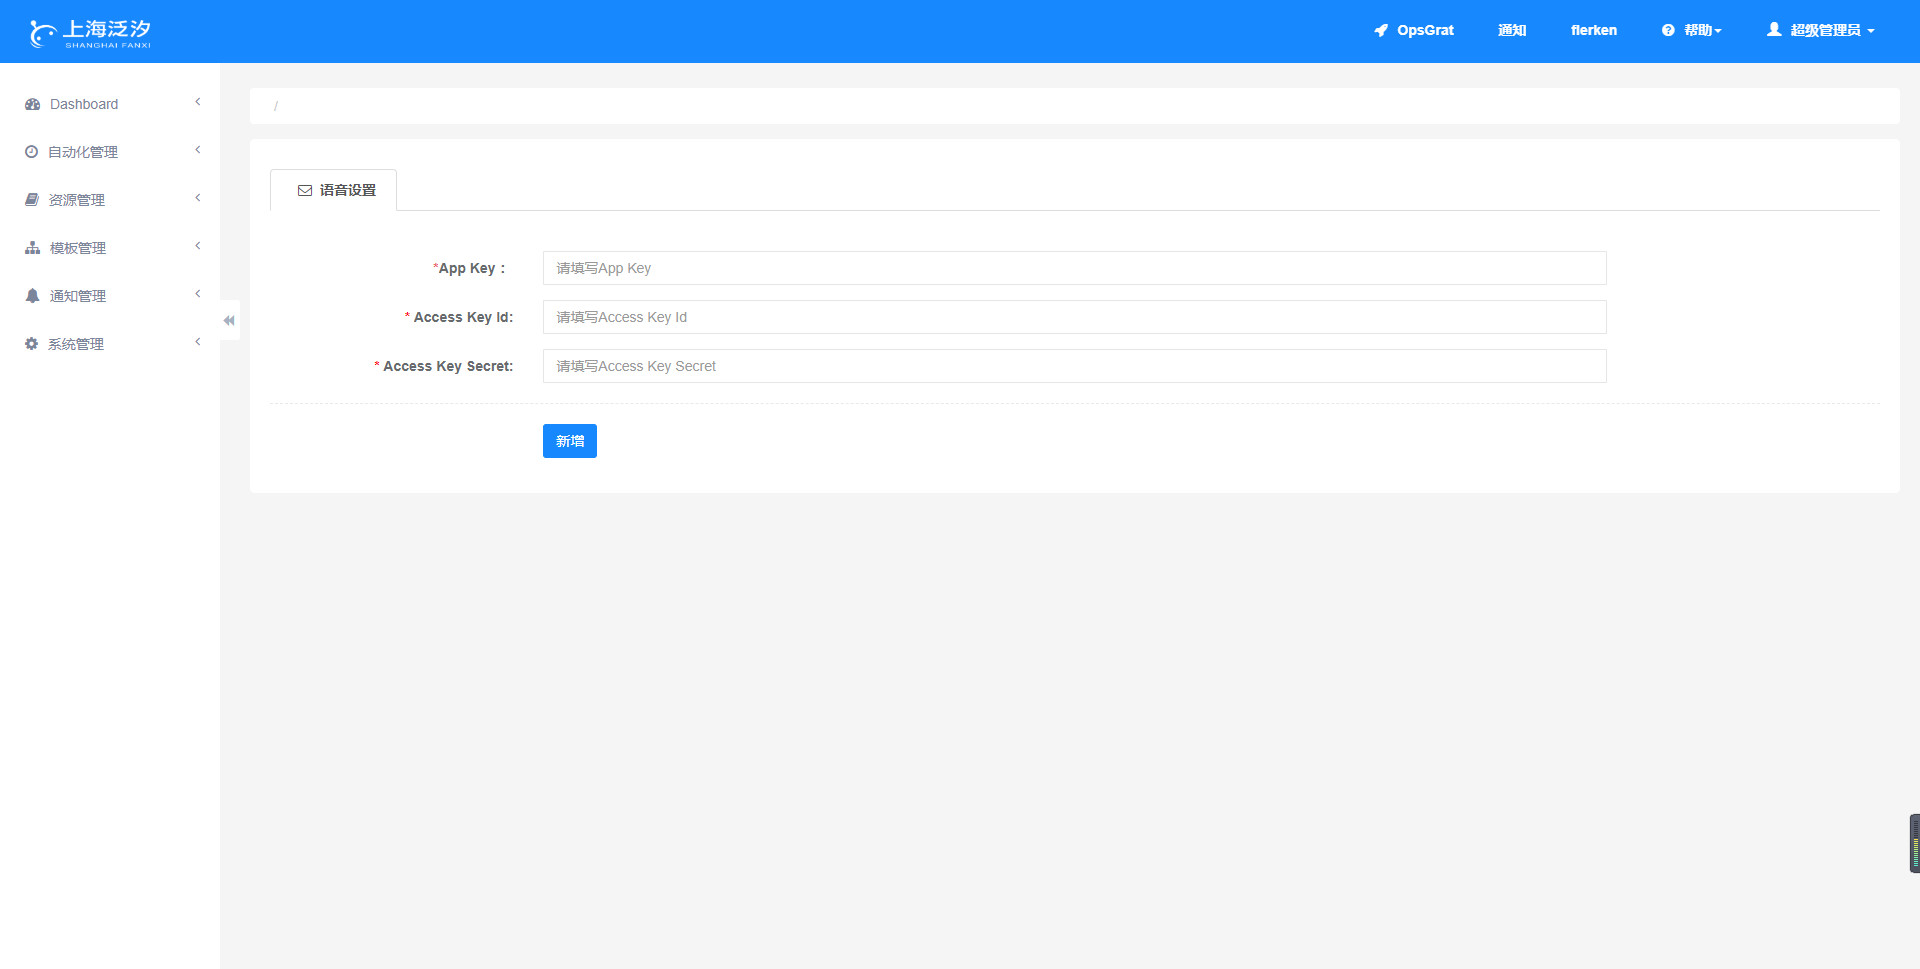 上海泛汐
SHANGHAI FANXI
OpsGrat 通知 flerken 帮助 超级管理员
Dashboard
自动化管理
资源管理
模板管理
通知管理
系统管理
/
语音设置
*App Key： 请填写App Key
* Access Key Id: 请填写Access Key Id
* Access Key Secret: 请填写Access Key Secret
新增